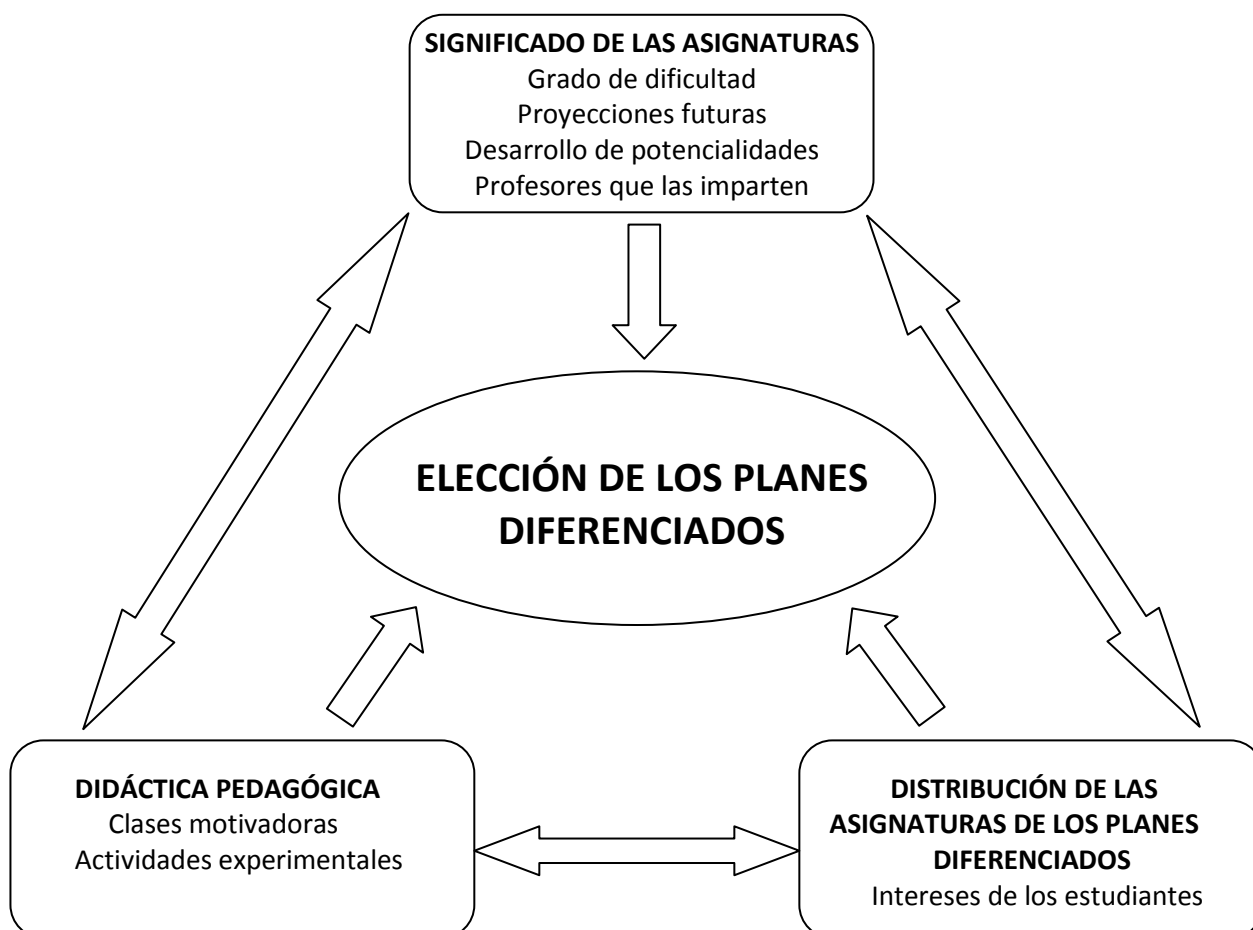 SIGNIFICADO DE LAS ASIGNATURAS
Grado de dificultad
Proyecciones futuras
Desarrollo de potencialidades
Profesores que las imparten
ELECCIÓN DE LOS PLANES
DIFERENCIADOS
DIDÁCTICA PEDAGÓGICA
Clases motivadoras
Actividades experimentales
DISTRIBUCIÓN DE LAS
ASIGNATURAS DE LOS PLANES
DIFERENCIADOS
Intereses de los estudiantes